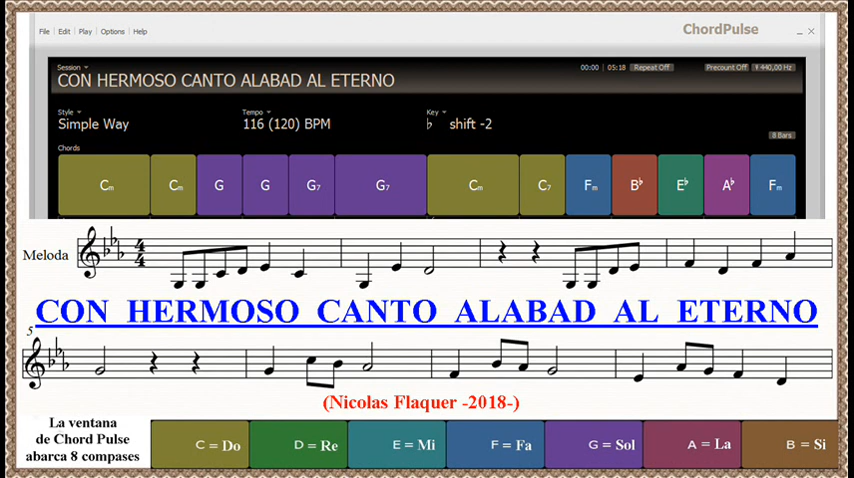 File Edit Play Options Help ChordPulse
Session 00:00 05:18 Repeat Off Precount Off 440,00 Hz
CON HERMOSO CANTO ALABAD AL ETERNO
Style Tempo Key
Simple Way 116 (120) BPM ♭ shift -2
8 Bars
Chords
Cm Cm G G G7 G7 Cm C7 Fm B♭ E♭ A♭ Fm
Meloda 4/4
CON HERMOSO CANTO ALABAD AL ETERNO
5
(Nicolas Flaquer -2018-)
La ventana
de Chord Pulse
abarca 8 compases
C = Do D = Re E = Mi F = Fa G = Sol A = La B = Si